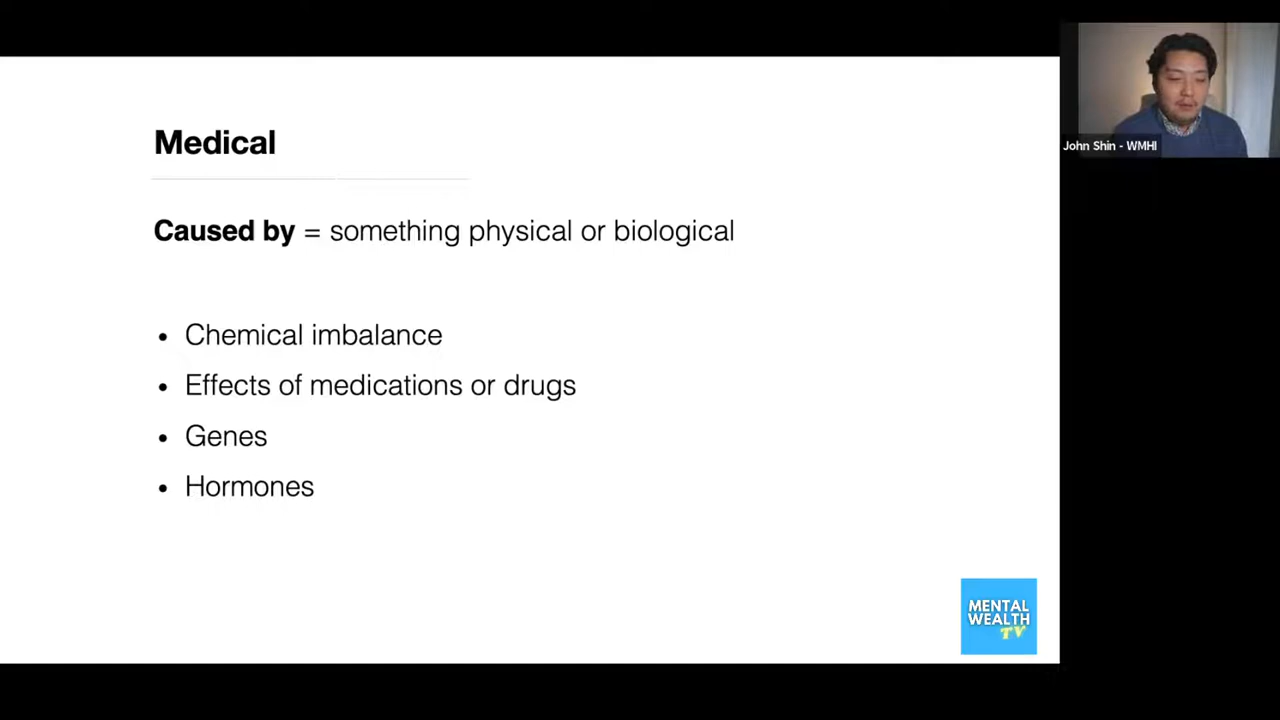 Medical
Caused by = something physical or biological
• Chemical imbalance
• Effects of medications or drugs
• Genes
• Hormones
MENTAL
WEALTH
TV
John Shin - WMHI